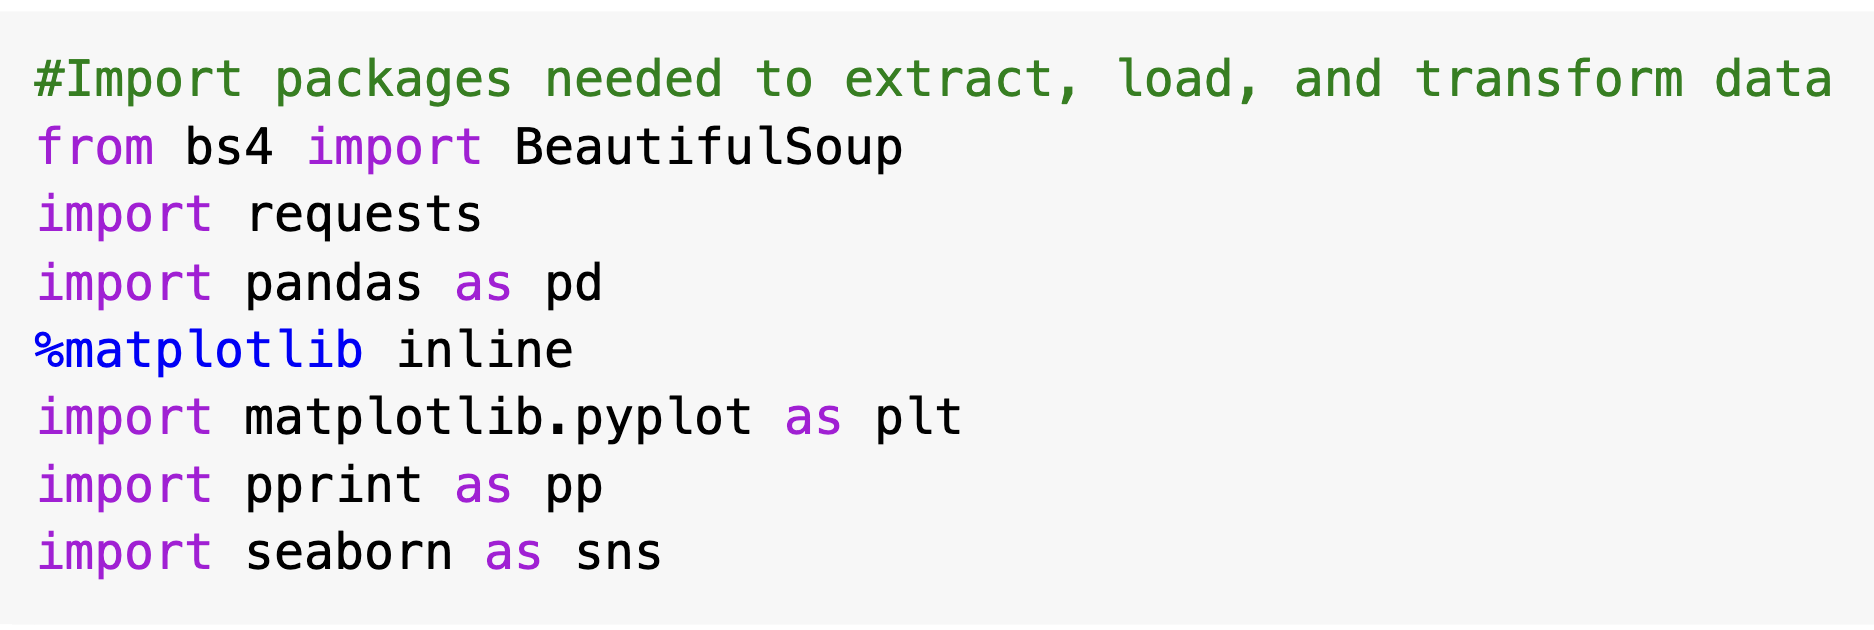 #Import packages needed to extract, load, and transform data
from bs4 import BeautifulSoup
import requests
import pandas as pd
%matplotlib inline
import matplotlib.pyplot as plt
import pprint as pp
import seaborn as sns